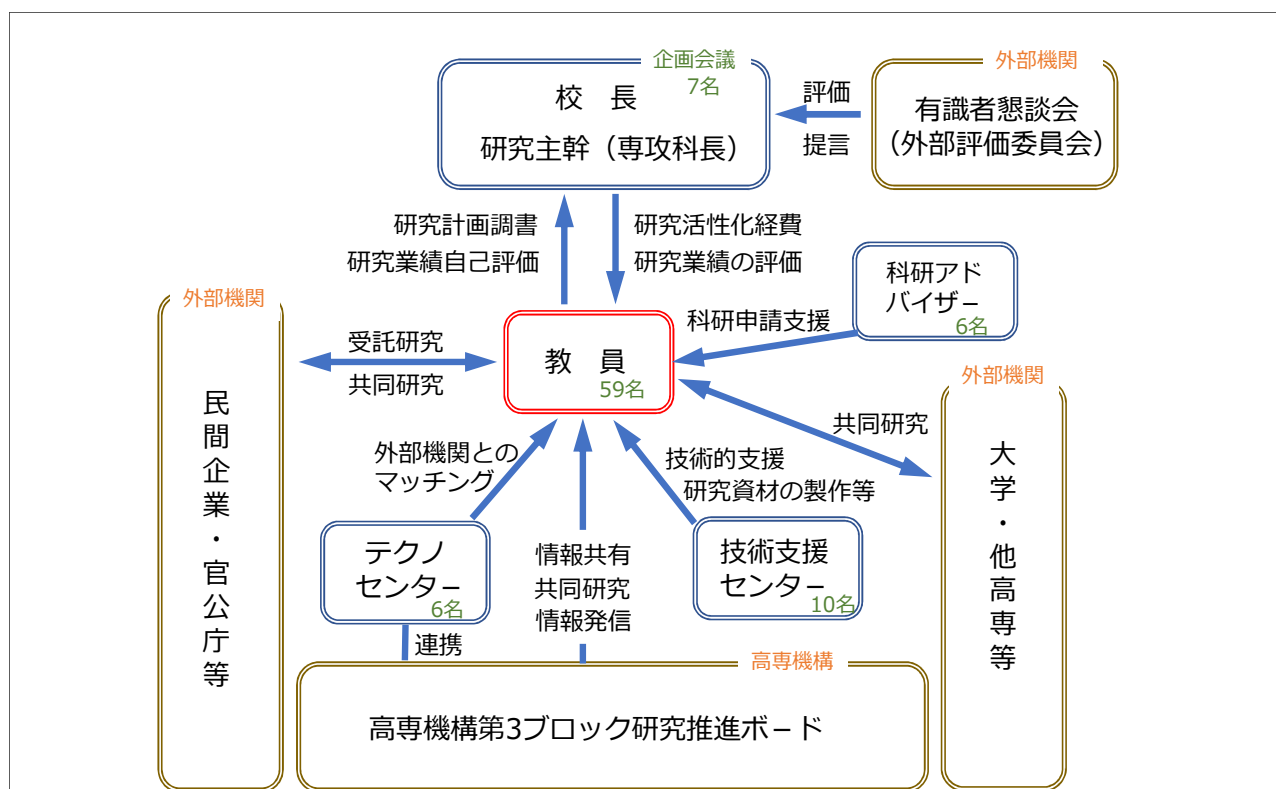 企画会議
7名
校　長
研究主幹（専攻科長）
評価
提言
外部機関
有識者懇談会
（外部評価委員会）
研究計画調書
研究業績自己評価
研究活性化経費
研究業績の評価
科研アド
バイザー
6名
外部機関
民間企業・官公庁等
受託研究
共同研究
教　員
59名
科研申請支援
外部機関
大学・他高専等
共同研究
外部機関との
マッチング
技術的支援
研究資材の製作等
テクノ
センター
6名
情報共有
共同研究
情報発信
技術支援
センター
10名
連携
高専機構
高専機構第3ブロック研究推進ボード